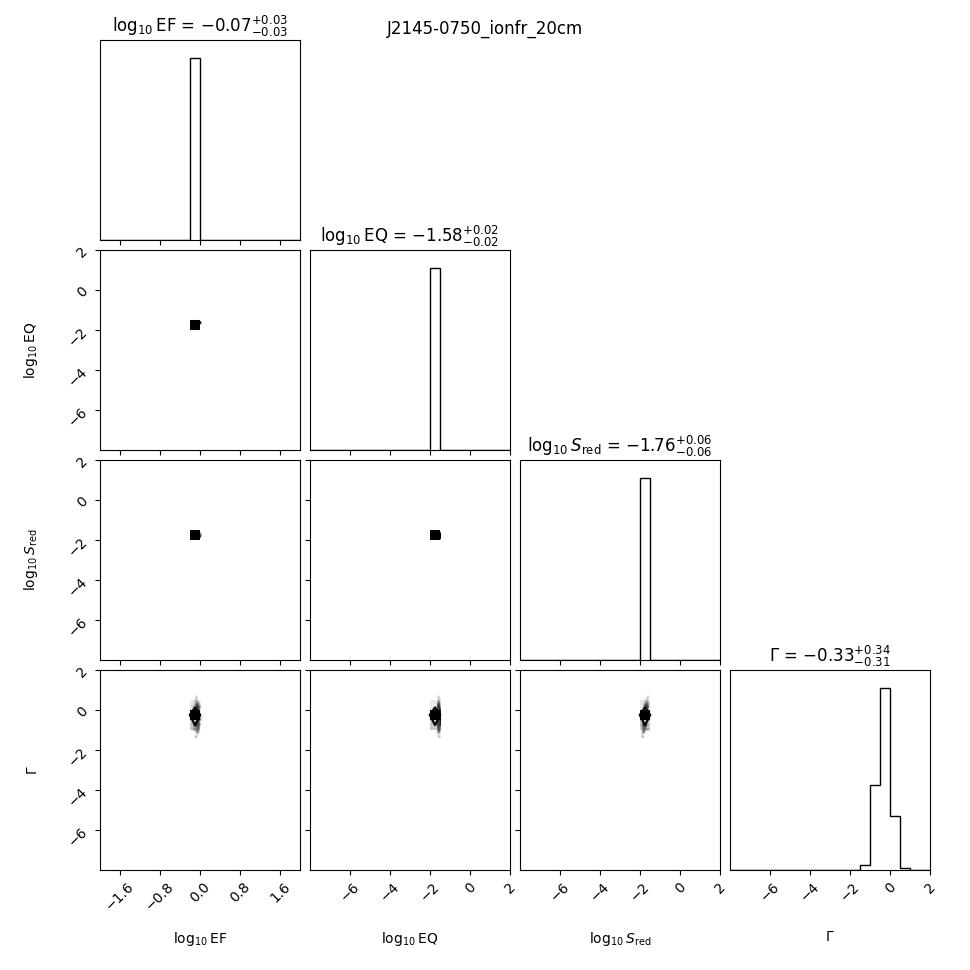 log₁₀ EF = −0.07 +0.03 −0.03
J2145-0750_ionfr_20cm
log₁₀ EQ = −1.58 +0.02 −0.02
2
0
−2
−4
−6
log₁₀ EQ
log₁₀ S_red = −1.76 +0.06 −0.06
2
0
−2
−4
−6
log₁₀ S_red
Γ = −0.33 +0.34 −0.31
2
0
−2
−4
−6
Γ
−1.6 −0.8 0.0 0.8 1.6 −6 −4 −2 0 2 −6 −4 −2 0 2 −6 −4 −2 0 2
log₁₀ EF log₁₀ EQ log₁₀ S_red Γ